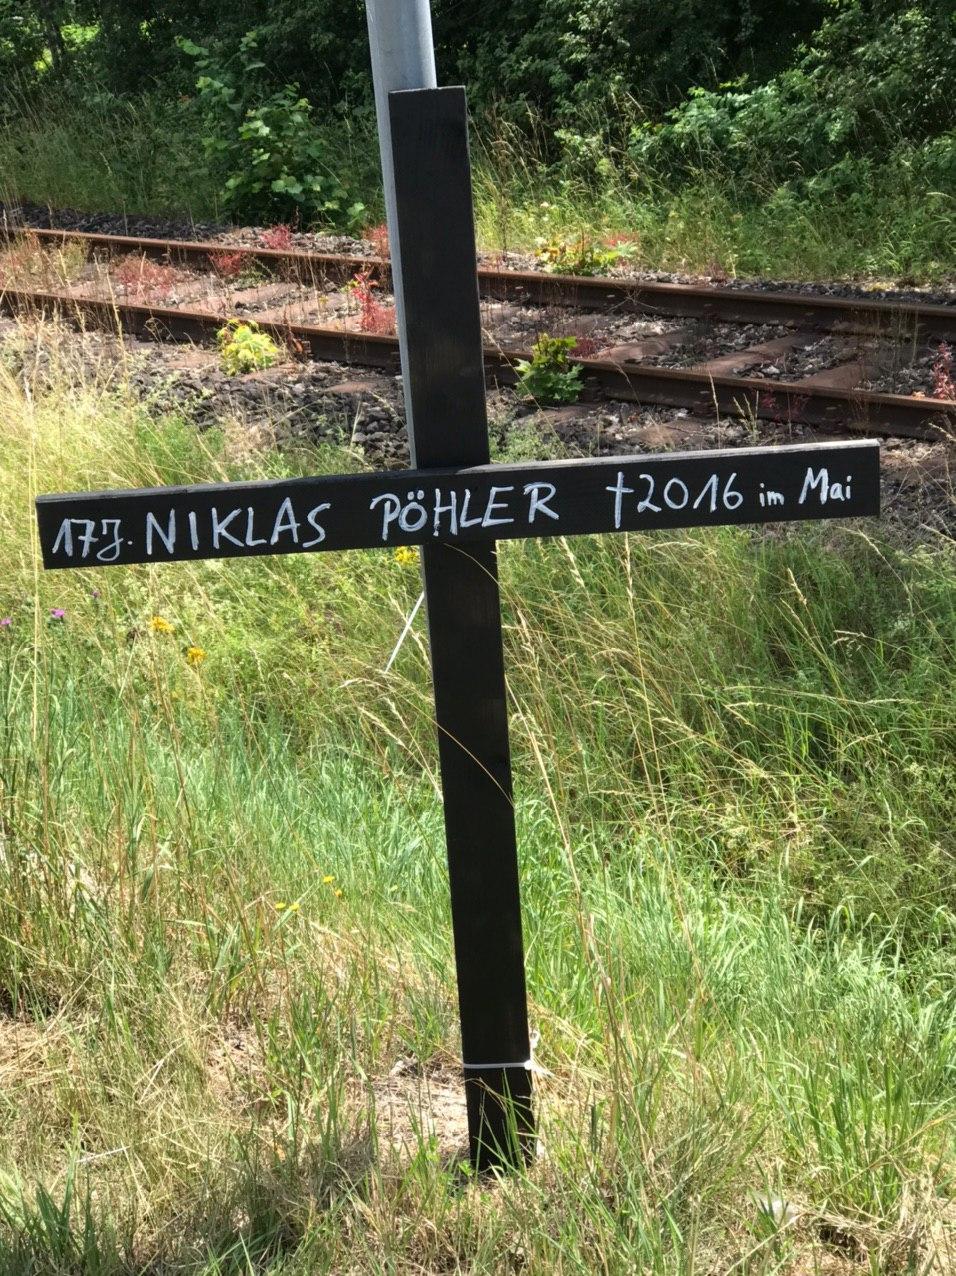 17J. NIKLAS PÖHLER †2016 im Mai